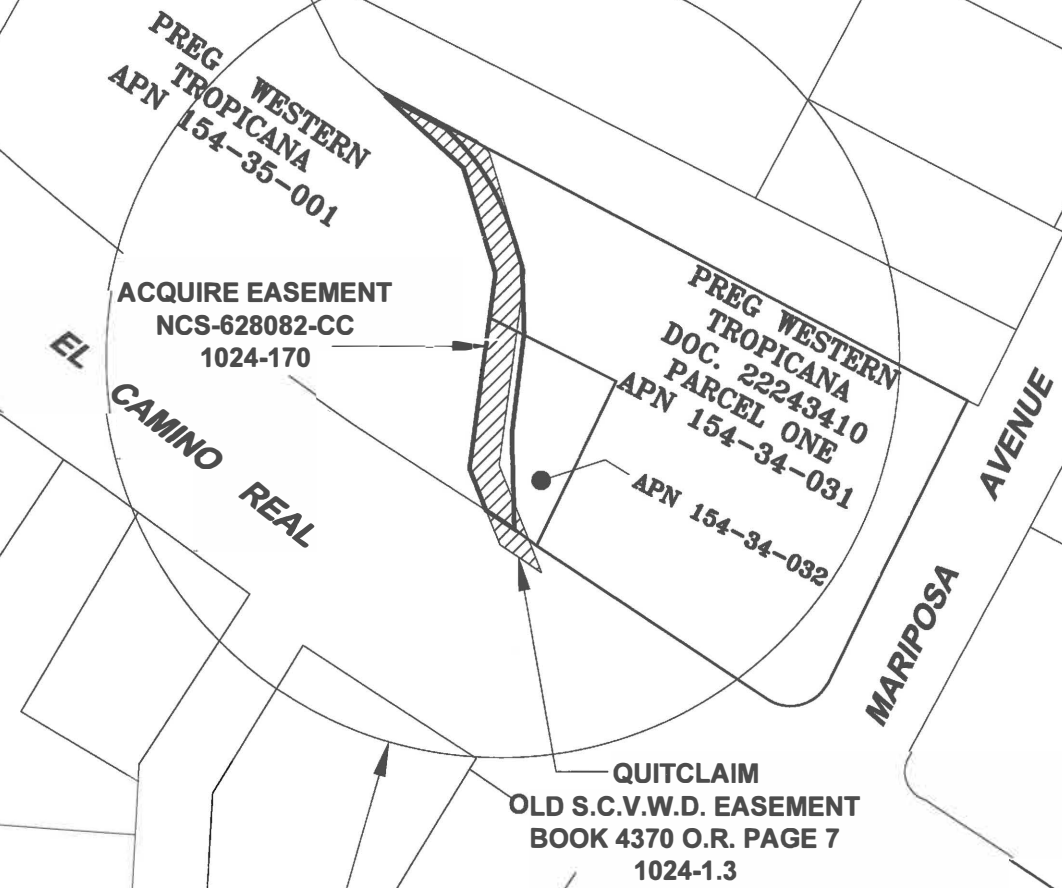 PREG WESTERN
TROPICANA
APN 154-35-001
ACQUIRE EASEMENT
NCS-628082-CC
1024-170
EL CAMINO REAL
PREG WESTERN
TROPICANA
DOC. 22243410
PARCEL ONE
APN 154-34-031
APN 154-34-032
MARIPOSA AVENUE
QUITCLAIM
OLD S.C.V.W.D. EASEMENT
BOOK 4370 O.R. PAGE 7
1024-1.3